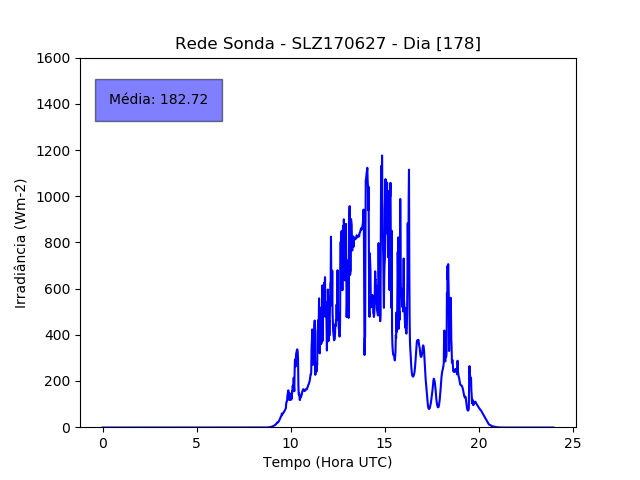 Rede Sonda - SLZ170627 - Dia [178]
Média: 182.72
Irradiância (Wm-2)
1600
1400
1200
1000
800
600
400
200
0
0 5 10 15 20 25
Tempo (Hora UTC)